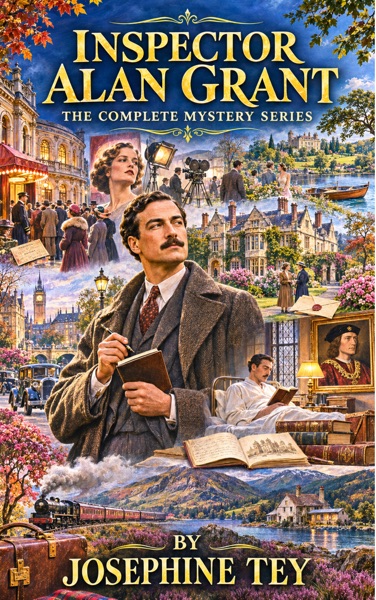 INSPECTOR
ALAN GRANT
THE COMPLETE MYSTERY SERIES
BY
JOSEPHINE TEY